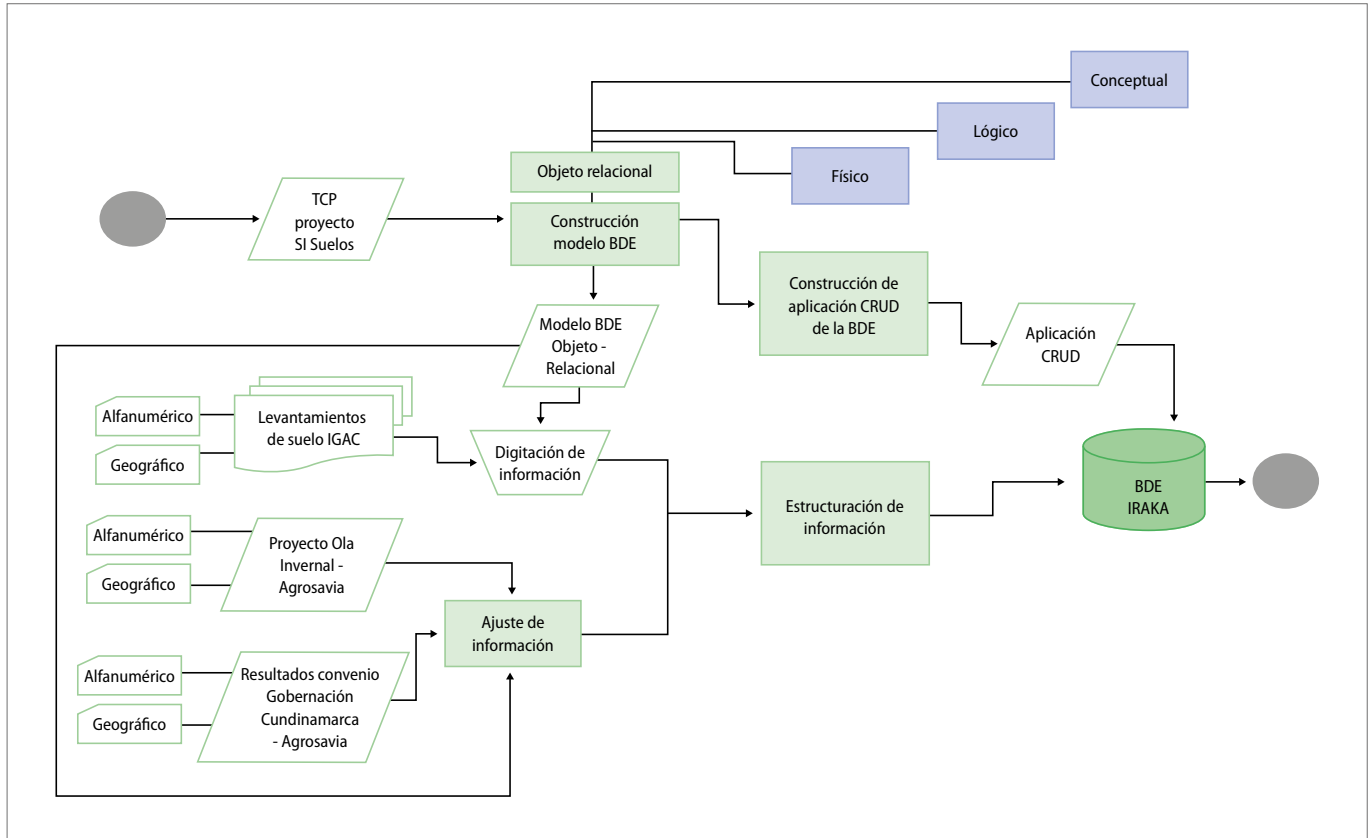 Conceptual
Lógico
Físico
Objeto relacional
TCP
proyecto
SI Suelos
Construcción
modelo BDE
Construcción de
aplicación CRUD
de la BDE
Modelo BDE
Objeto -
Relacional
Aplicación
CRUD
Alfanumérico
Geográfico
Levantamientos
de suelo IGAC
Digitación de
información
Estructuración de
información
BDE
IRAKA
Alfanumérico
Geográfico
Proyecto Ola
Invernal -
Agrosavia
Ajuste de
información
Alfanumérico
Geográfico
Resultados convenio
Gobernación
Cundinamarca
- Agrosavia